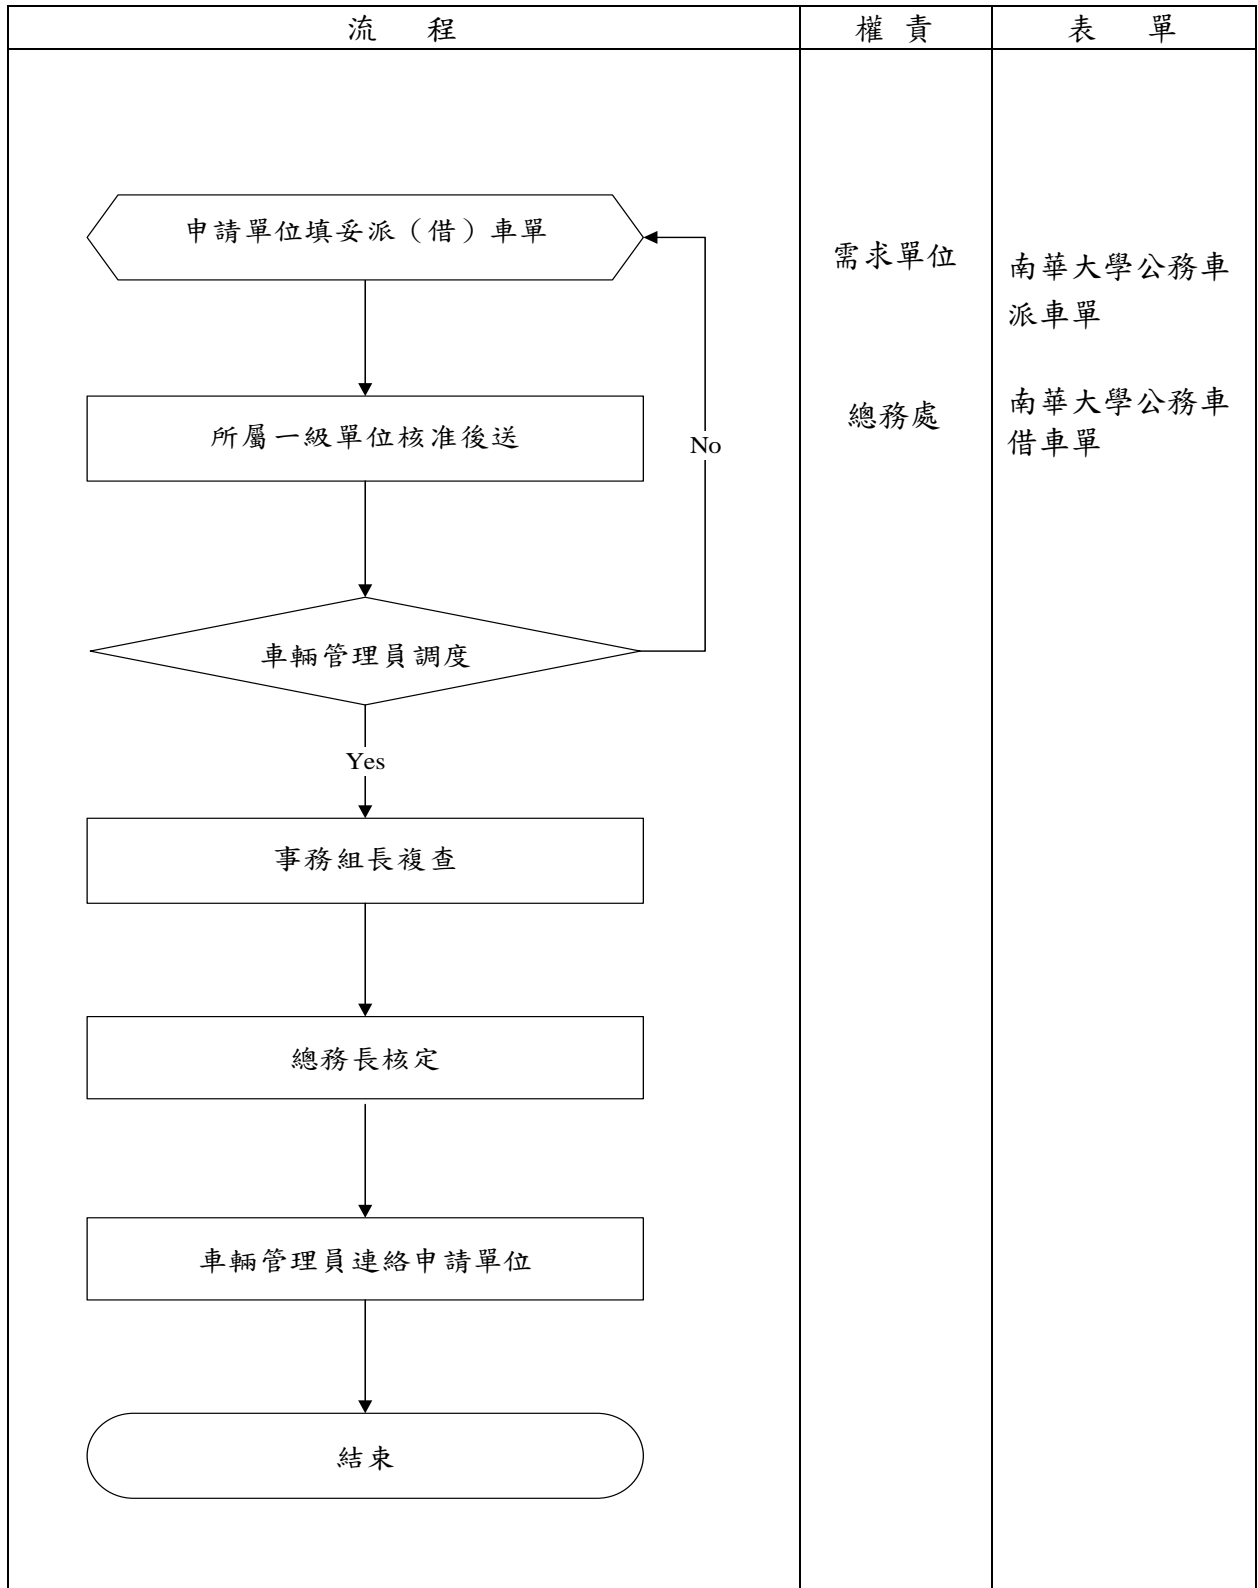 流 程
權 責
表 單
申請單位填妥派（借）車單
所屬一級單位核准後送
No
車輛管理員調度
Yes
事務組長複查
總務長核定
車輛管理員連絡申請單位
結束
需求單位
總務處
南華大學公務車
派車單
南華大學公務車
借車單